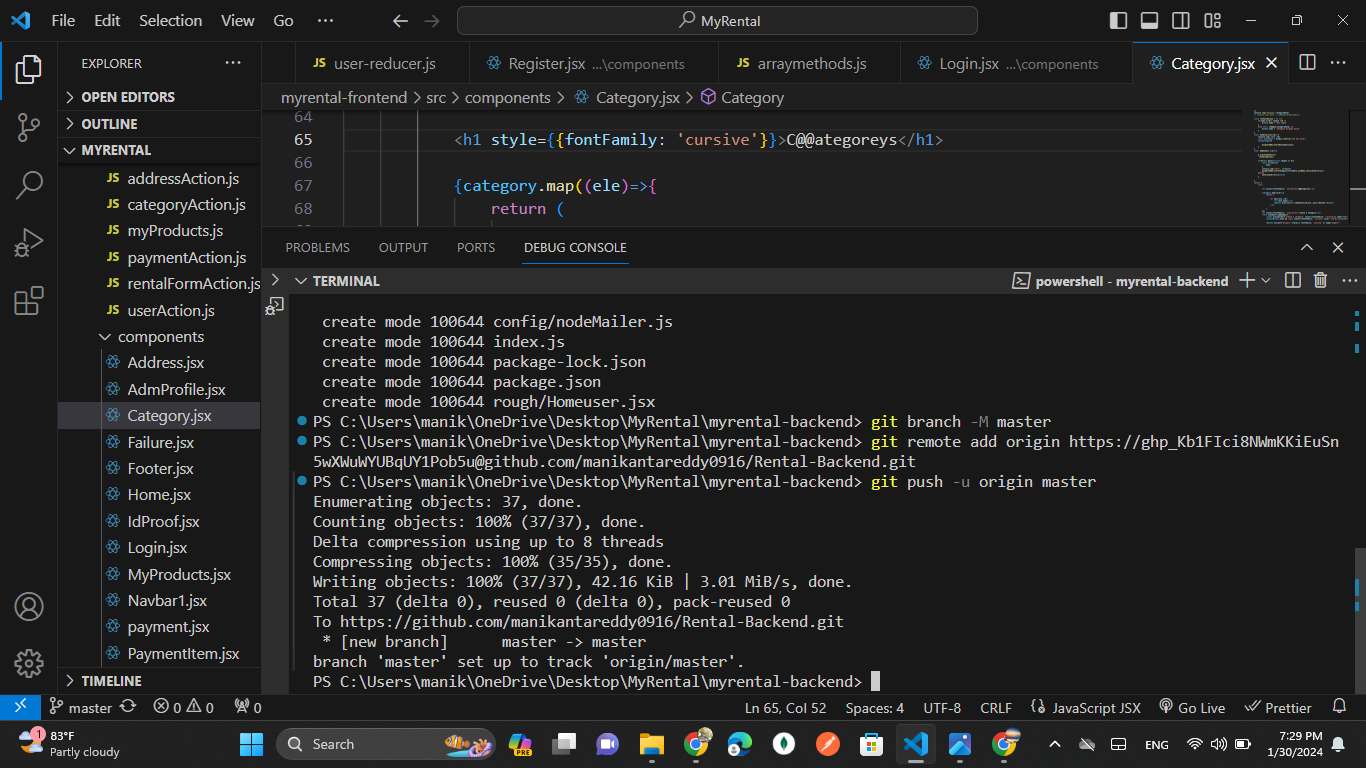 File Edit Selection View Go ... MyRental
EXPLORER ...
OPEN EDITORS
OUTLINE
MYRENTAL
JS addressAction.js
JS categoryAction.js
JS myProducts.js
JS paymentAction.js
JS rentalFormAction.js
JS userAction.js
components
Address.jsx
AdmProfile.jsx
Category.jsx
Failure.jsx
Footer.jsx
Home.jsx
IdProof.jsx
Login.jsx
MyProducts.jsx
Navbar1.jsx
payment.jsx
PaymentItem.jsx
TIMELINE
JS user-reducer.js Register.jsx ...\components JS arraymethods.js Login.jsx ...\components Category.jsx
myrental-frontend > src > components > Category.jsx > Category
64
65 <h1 style={{fontFamily: 'cursive'}}>C@@ategoreys</h1>
66
67 {category.map((ele)=>{
68 return (
PROBLEMS OUTPUT PORTS DEBUG CONSOLE
TERMINAL powershell - myrental-backend
create mode 100644 config/nodeMailer.js
create mode 100644 index.js
create mode 100644 package-lock.json
create mode 100644 package.json
create mode 100644 rough/Homeuser.jsx
PS C:\Users\manik\OneDrive\Desktop\MyRental\myrental-backend> git branch -M master
PS C:\Users\manik\OneDrive\Desktop\MyRental\myrental-backend> git remote add origin https://ghp_Kb1FIci8NWmKKiEuSn
5wXWuWYUBqUY1Pob5u@github.com/manikantareddy0916/Rental-Backend.git
PS C:\Users\manik\OneDrive\Desktop\MyRental\myrental-backend> git push -u origin master
Enumerating objects: 37, done.
Counting objects: 100% (37/37), done.
Delta compression using up to 8 threads
Compressing objects: 100% (35/35), done.
Writing objects: 100% (37/37), 42.16 KiB | 3.01 MiB/s, done.
Total 37 (delta 0), reused 0 (delta 0), pack-reused 0
To https://github.com/manikantareddy0916/Rental-Backend.git
* [new branch] master -> master
branch 'master' set up to track 'origin/master'.
PS C:\Users\manik\OneDrive\Desktop\MyRental\myrental-backend>
master 0 0 0 Ln 65, Col 52 Spaces: 4 UTF-8 CRLF JavaScript JSX Go Live Prettier
1 83°F
Partly cloudy
Search
PRE
ENG
7:29 PM
1/30/2024